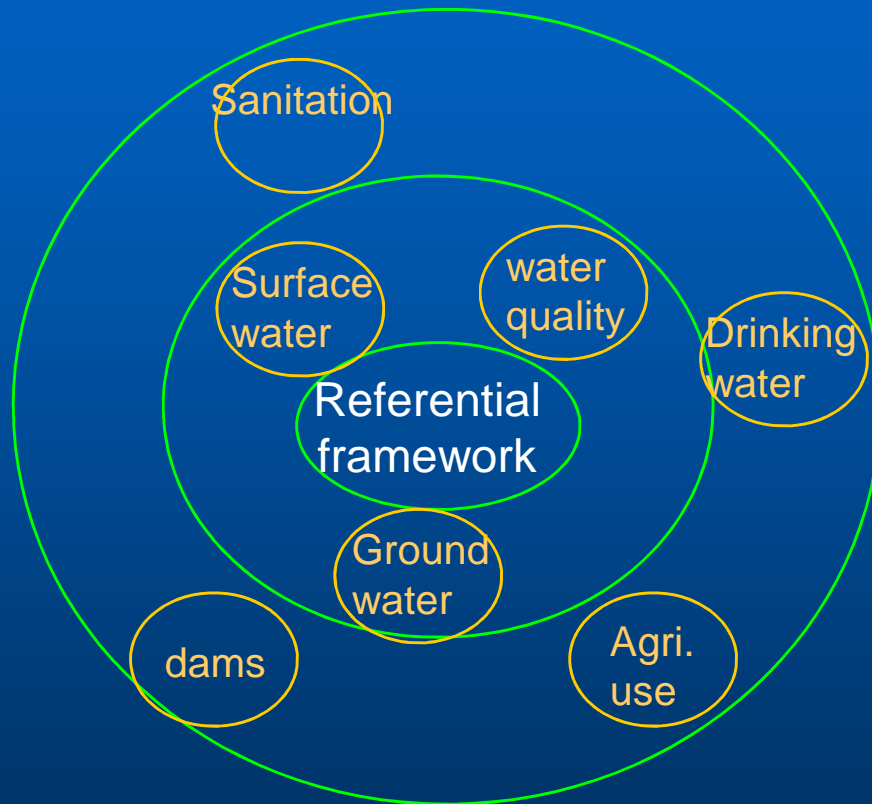 Sanitation
Surface
water
water
quality
Drinking
water
Referential
framework
Ground
water
dams
Agri.
use